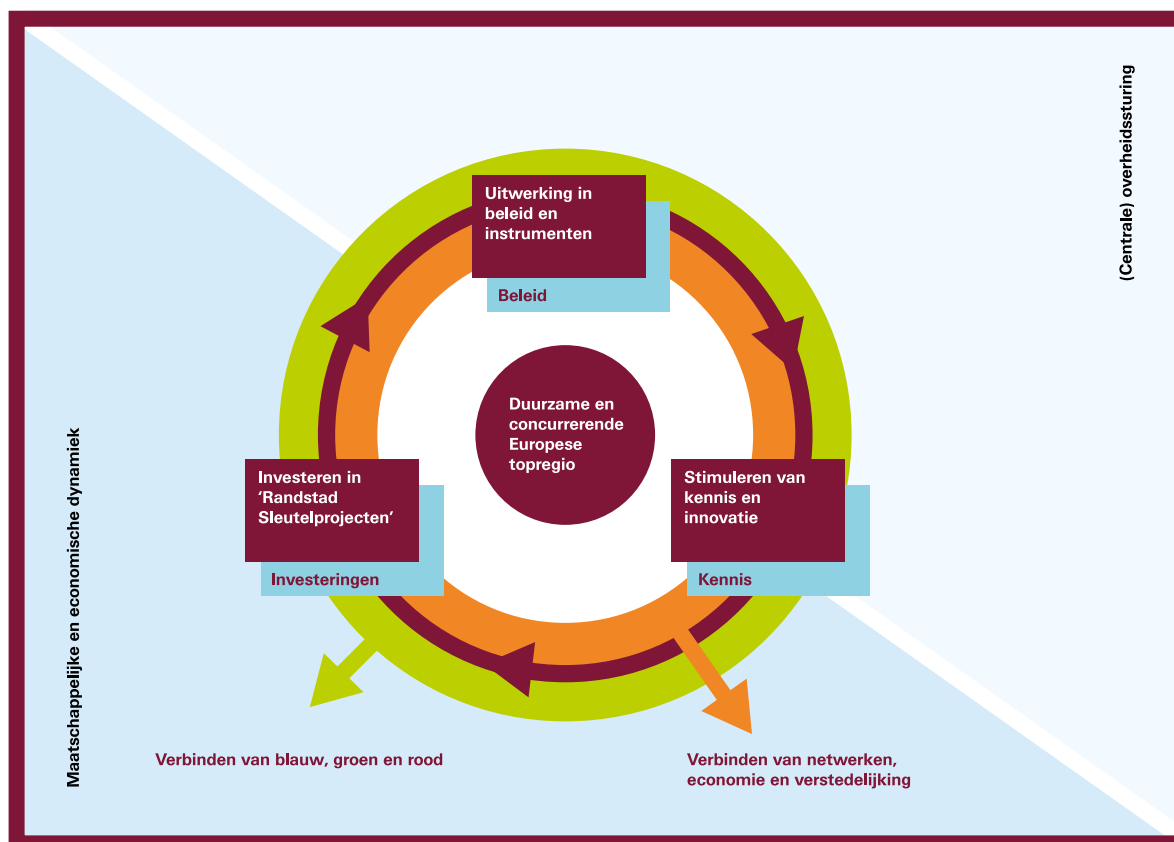 (Centrale) overheidssturing
Uitwerking in
beleid en
instrumenten
Beleid
Duurzame en
concurrerende
Europese
topregio
Investeren in
‘Randstad
Sleutelprojecten’
Investeringen
Stimuleren van
kennis en
innovatie
Kennis
Maatschappelijke en economische dynamiek
Verbinden van blauw, groen en rood
Verbinden van netwerken,
economie en verstedelijking